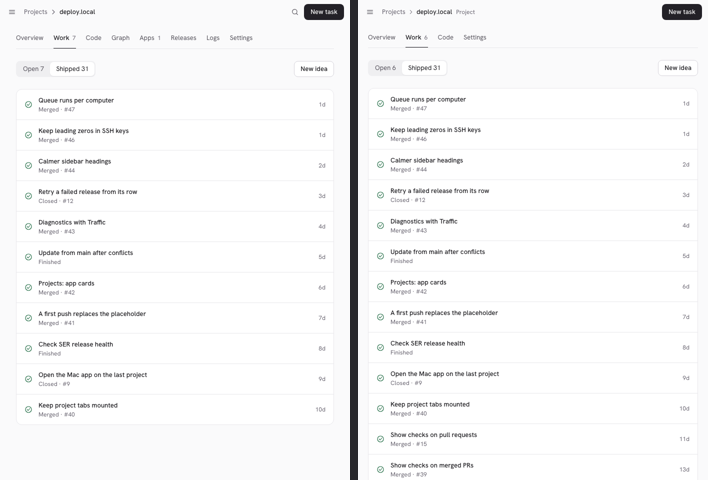 Projects > deploy.local
New task
Overview Work 7 Code Graph Apps 1 Releases Logs Settings
Open 7 Shipped 31
New idea
Queue runs per computer
Merged · #47
1d
Keep leading zeros in SSH keys
Merged · #46
1d
Calmer sidebar headings
Merged · #44
2d
Retry a failed release from its row
Closed · #12
3d
Diagnostics with Traffic
Merged · #43
4d
Update from main after conflicts
Finished
5d
Projects: app cards
Merged · #42
6d
A first push replaces the placeholder
Merged · #41
7d
Check SER release health
Finished
8d
Open the Mac app on the last project
Closed · #9
9d
Keep project tabs mounted
Merged · #40
10d
Projects > deploy.local Project
New task
Overview Work 6 Code Settings
Open 6 Shipped 31
New idea
Queue runs per computer
Merged · #47
1d
Keep leading zeros in SSH keys
Merged · #46
1d
Calmer sidebar headings
Merged · #44
2d
Retry a failed release from its row
Closed · #12
3d
Diagnostics with Traffic
Merged · #43
4d
Update from main after conflicts
Finished
5d
Projects: app cards
Merged · #42
6d
A first push replaces the placeholder
Merged · #41
7d
Check SER release health
Finished
8d
Open the Mac app on the last project
Closed · #9
9d
Keep project tabs mounted
Merged · #40
10d
Show checks on pull requests
Merged · #15
11d
Show checks on merged PRs
Merged · #39
13d